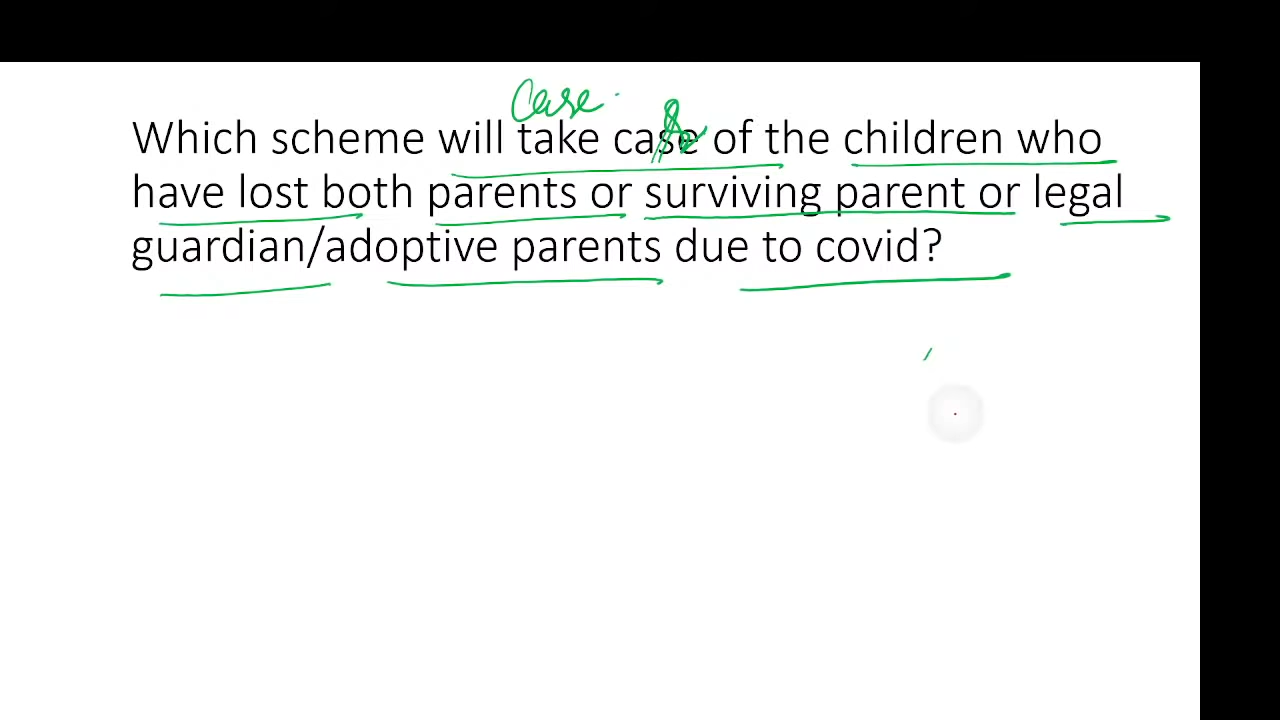 Case
Which scheme will take case of the children who
have lost both parents or surviving parent or legal
guardian/adoptive parents due to covid?